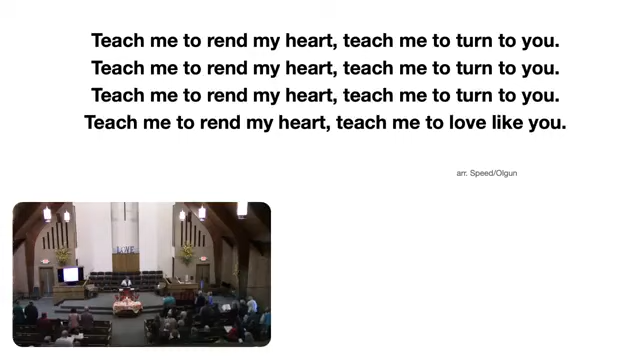 Teach me to rend my heart, teach me to turn to you.
Teach me to rend my heart, teach me to turn to you.
Teach me to rend my heart, teach me to turn to you.
Teach me to rend my heart, teach me to love like you.
arr. Speed/Olgun
LOVE